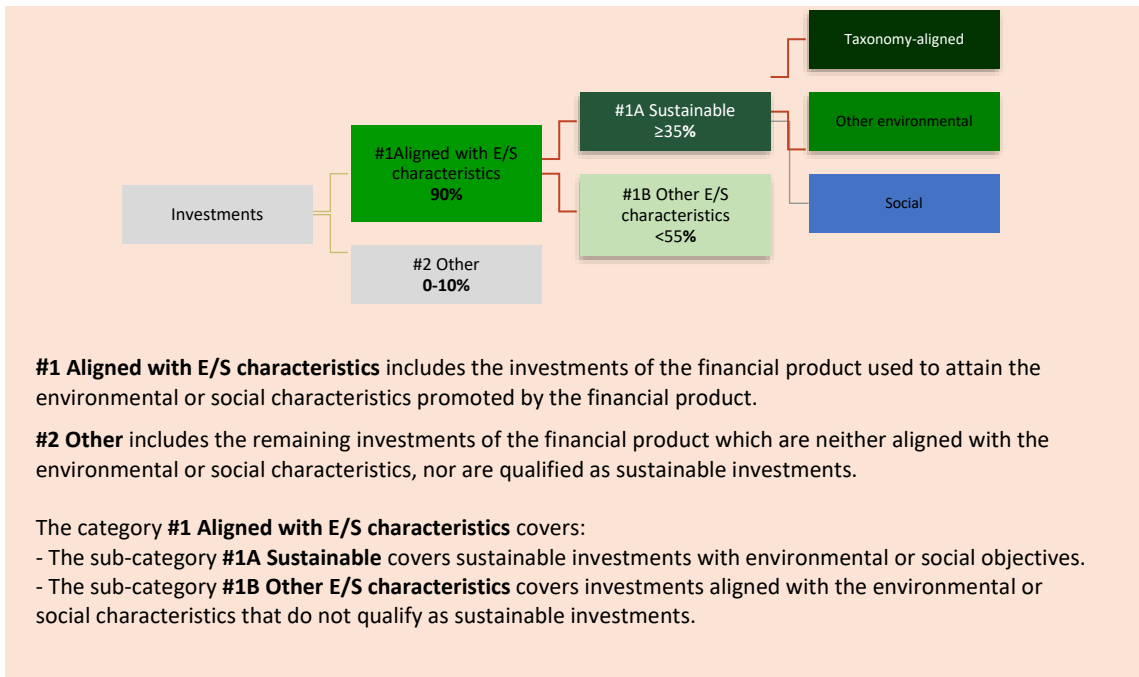 Taxonomy-aligned
#1A Sustainable
≥35%
Other environmental
#1Aligned with E/S
characteristics
90%
Investments
#1B Other E/S
characteristics
<55%
Social
#2 Other
0-10%
#1 Aligned with E/S characteristics includes the investments of the financial product used to attain the
environmental or social characteristics promoted by the financial product.
#2 Other includes the remaining investments of the financial product which are neither aligned with the
environmental or social characteristics, nor are qualified as sustainable investments.
The category #1 Aligned with E/S characteristics covers:
- The sub-category #1A Sustainable covers sustainable investments with environmental or social objectives.
- The sub-category #1B Other E/S characteristics covers investments aligned with the environmental or
social characteristics that do not qualify as sustainable investments.